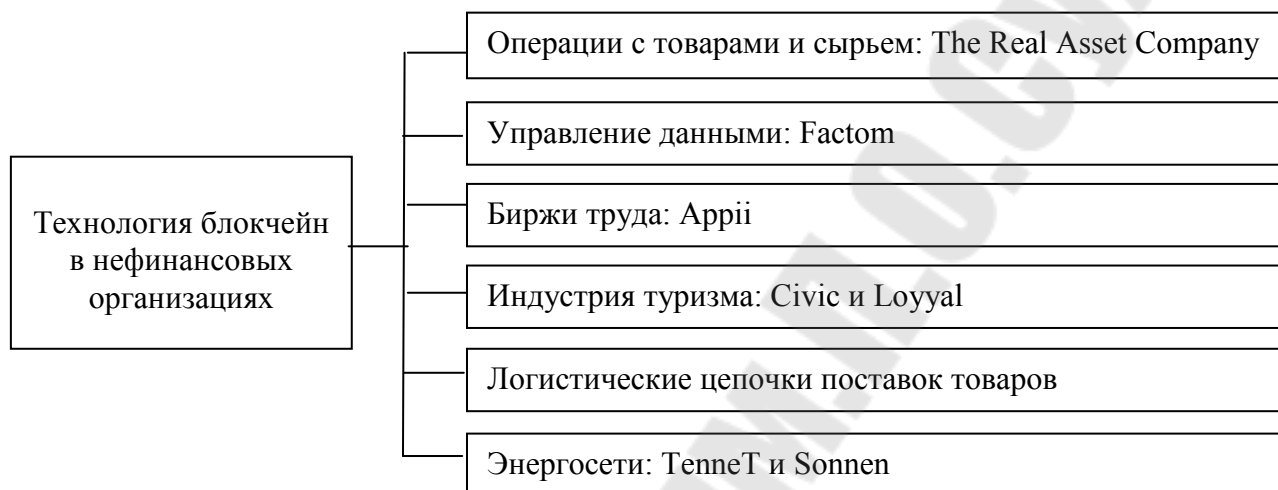 Операции с товарами и сырьем: The Real Asset Company
Управление данными: Factom
Биржи труда: Appii
Технология блокчейн
в нефинансовых
организациях
Индустрия туризма: Civic и Loyyal
Логистические цепочки поставок товаров
Энергосети: TenneT и Sonnen